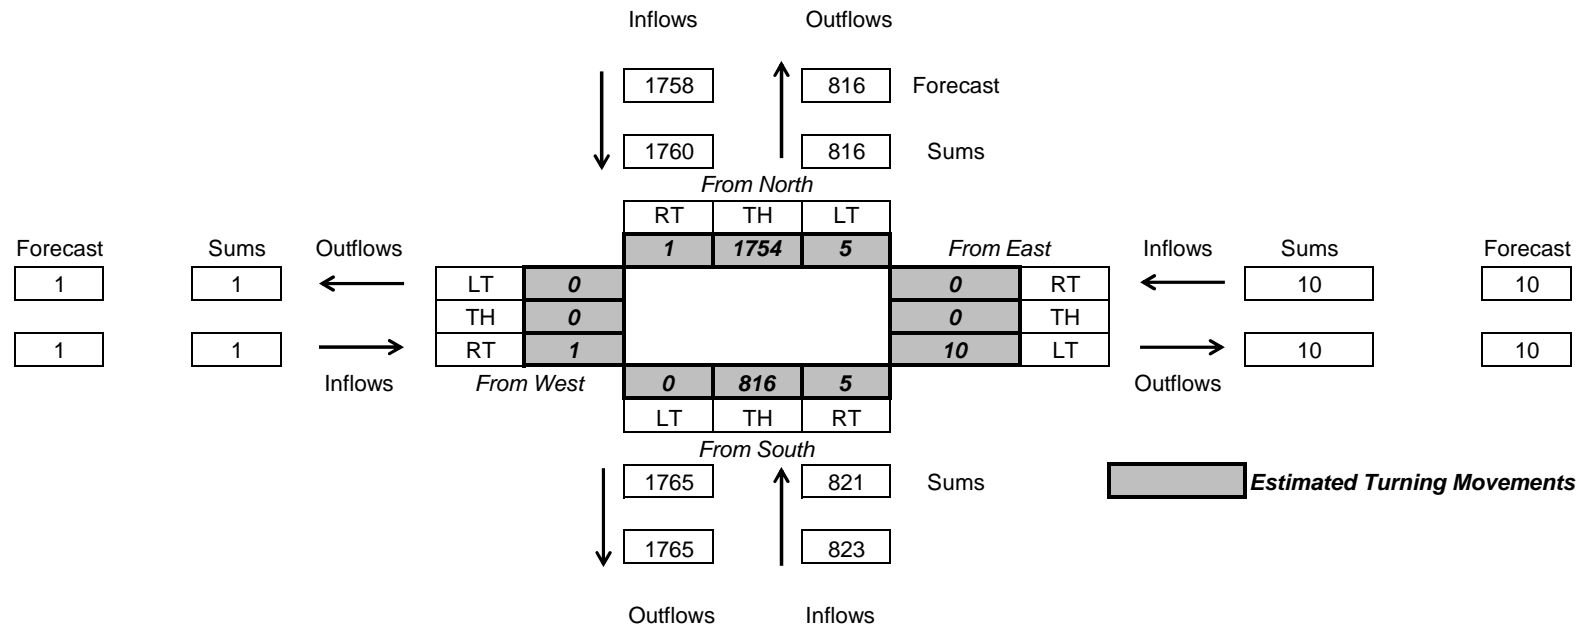 Inflows Outflows
1758 816 Forecast
1760 816 Sums
From North
RT TH LT
Forecast Sums Outflows 1 1754 5 From East Inflows Sums Forecast
1 1 LT 0 0 RT 10 10
TH 0 0 TH
1 1 RT 1 10 LT 10 10
Inflows From West 0 816 5 Outflows
LT TH RT
From South
1765 821 Sums Estimated Turning Movements
1765 823
Outflows Inflows